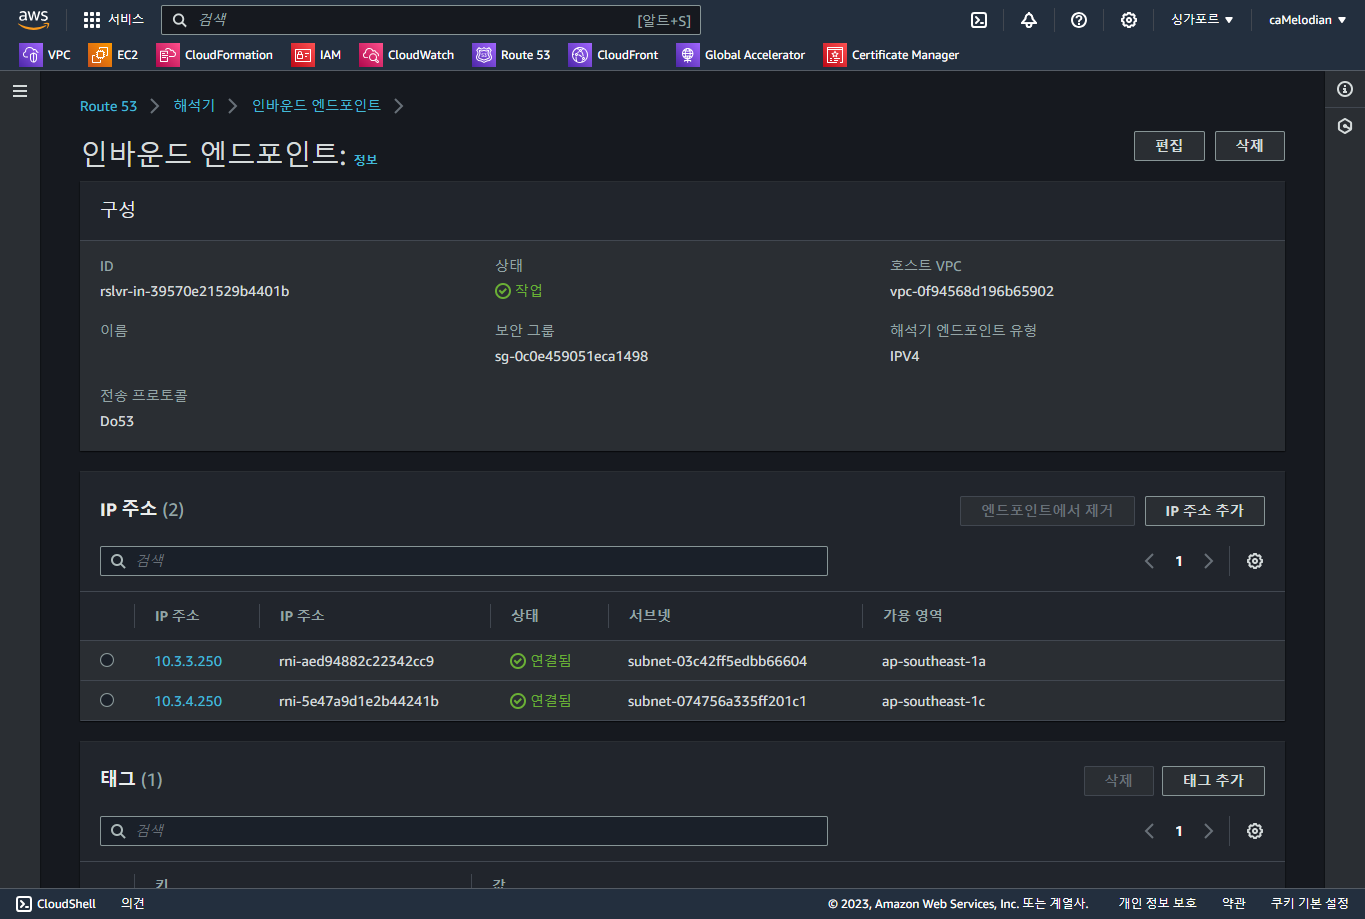 aws 서비스 검색 [알트+S] 싱가포르 ▼ caMelodian ▼
VPC EC2 CloudFormation IAM CloudWatch Route 53 CloudFront Global Accelerator Certificate Manager
Route 53 해석기 인바운드 엔드포인트
인바운드 엔드포인트: 정보 편집 삭제
구성
ID 상태 호스트 VPC
rslvr-in-39570e21529b4401b 작업 vpc-0f94568d196b65902
이름 보안 그룹 해석기 엔드포인트 유형
sg-0c0e459051eca1498 IPV4
전송 프로토콜
Do53
IP 주소 (2) 엔드포인트에서 제거 IP 주소 추가
검색 1
IP 주소 IP 주소 상태 서브넷 가용 영역
10.3.3.250 rni-aed94882c22342cc9 연결됨 subnet-03c42ff5edbb66604 ap-southeast-1a
10.3.4.250 rni-5e47a9d1e2b44241b 연결됨 subnet-074756a335ff201c1 ap-southeast-1c
태그 (1) 삭제 태그 추가
검색 1
키 값
CloudShell 의견 © 2023, Amazon Web Services, Inc. 또는 계열사. 개인 정보 보호 약관 쿠키 기본 설정